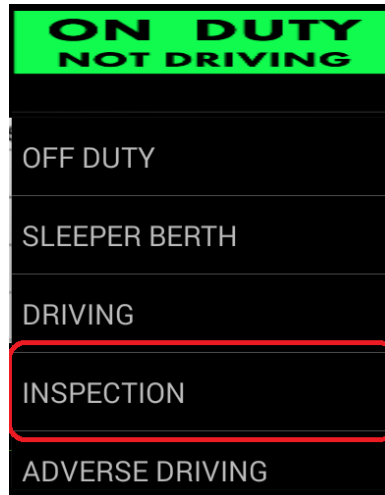 ON DUTY
NOT DRIVING
OFF DUTY
SLEEPER BERTH
DRIVING
INSPECTION
ADVERSE DRIVING